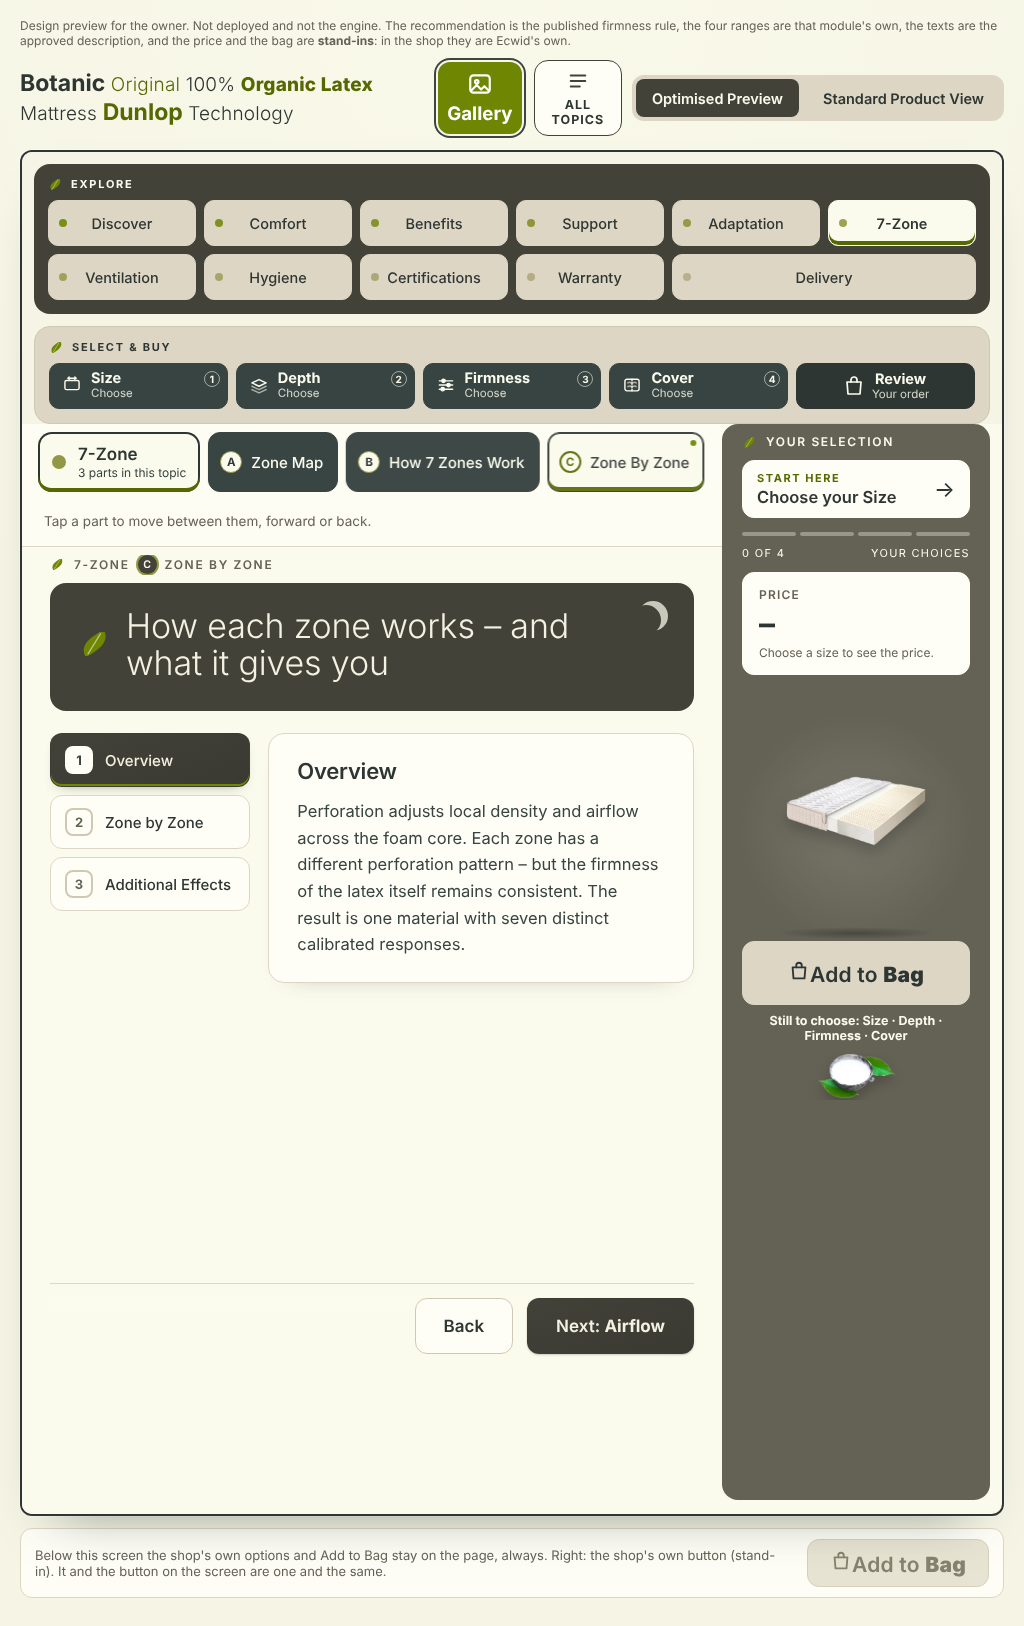 Design preview for the owner. Not deployed and not the engine. The recommendation is the published firmness rule, the four ranges are that module's own, the texts are the
approved description, and the price and the bag are stand-ins: in the shop they are Ecwid's own.
Botanic Original 100% Organic Latex
Mattress Dunlop Technology
Gallery
ALL
TOPICS
Optimised Preview
Standard Product View
EXPLORE
Discover
Comfort
Benefits
Support
Adaptation
7-Zone
Ventilation
Hygiene
Certifications
Warranty
Delivery
SELECT & BUY
Size
Choose
1
Depth
Choose
2
Firmness
Choose
3
Cover
Choose
4
Review
Your order
7-Zone
3 parts in this topic
A Zone Map
B How 7 Zones Work
C Zone By Zone
Tap a part to move between them, forward or back.
7-ZONE C ZONE BY ZONE
How each zone works – and
what it gives you
1 Overview
2 Zone by Zone
3 Additional Effects
Overview
Perforation adjusts local density and airflow
across the foam core. Each zone has a
different perforation pattern – but the firmness
of the latex itself remains consistent. The
result is one material with seven distinct
calibrated responses.
Back
Next: Airflow
YOUR SELECTION
START HERE
Choose your Size
0 OF 4
YOUR CHOICES
PRICE
–
Choose a size to see the price.
Add to Bag
Still to choose: Size · Depth ·
Firmness · Cover
Below this screen the shop's own options and Add to Bag stay on the page, always. Right: the shop's own button (stand-
in). It and the button on the screen are one and the same.
Add to Bag